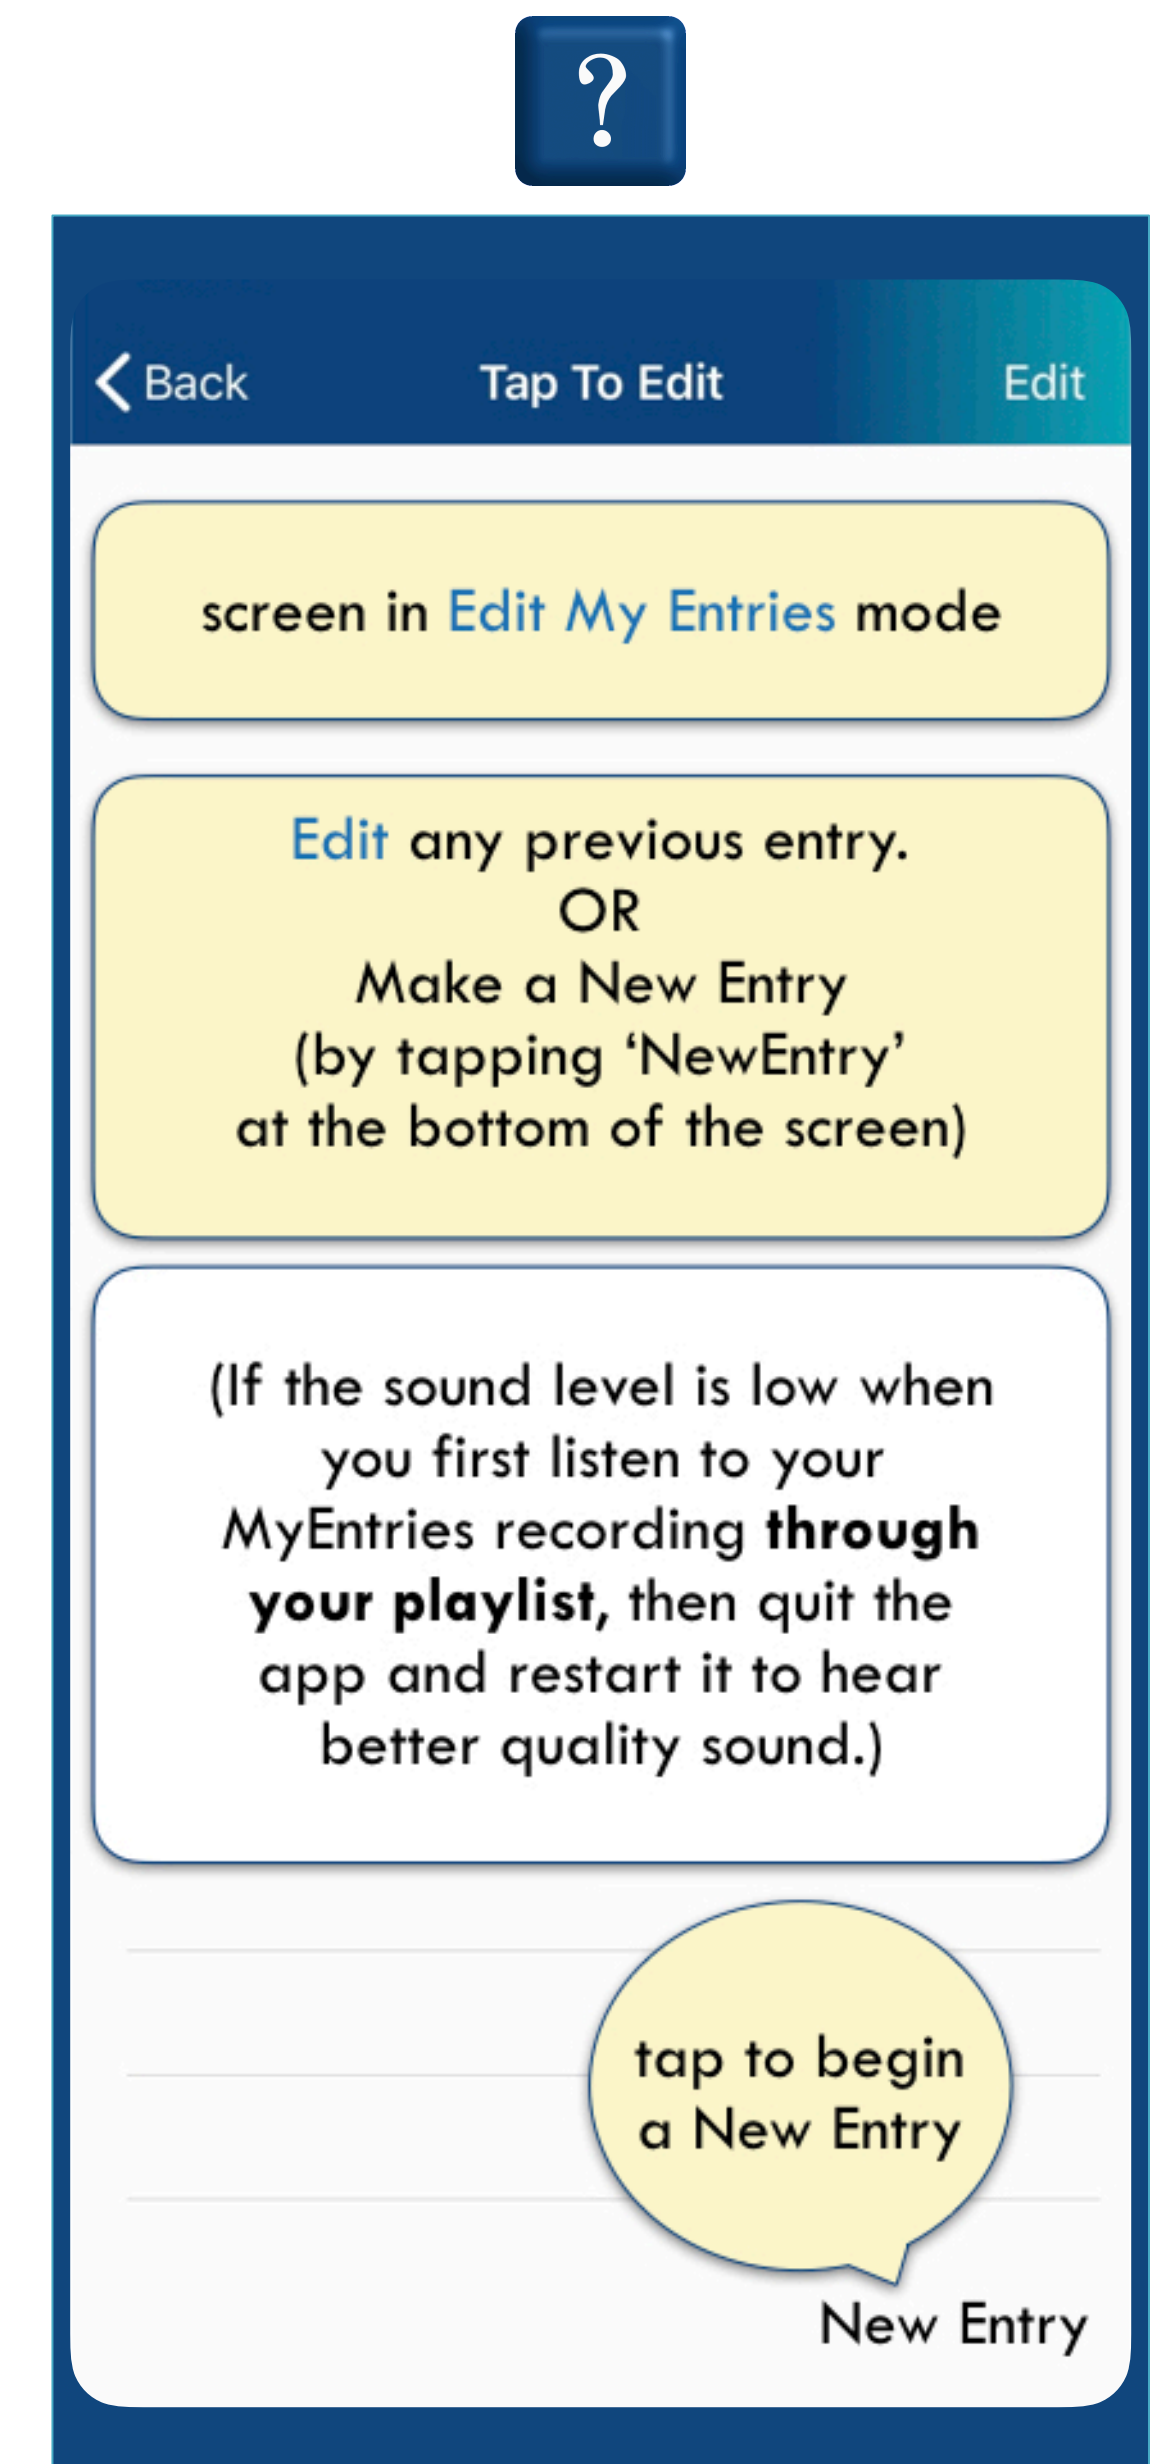 ?
Back Tap To Edit Edit
screen in Edit My Entries mode
Edit any previous entry.
OR
Make a New Entry
(by tapping ‘NewEntry’
at the bottom of the screen)
(If the sound level is low when
you first listen to your
MyEntries recording through
your playlist, then quit the
app and restart it to hear
better quality sound.)
tap to begin
a New Entry
New Entry